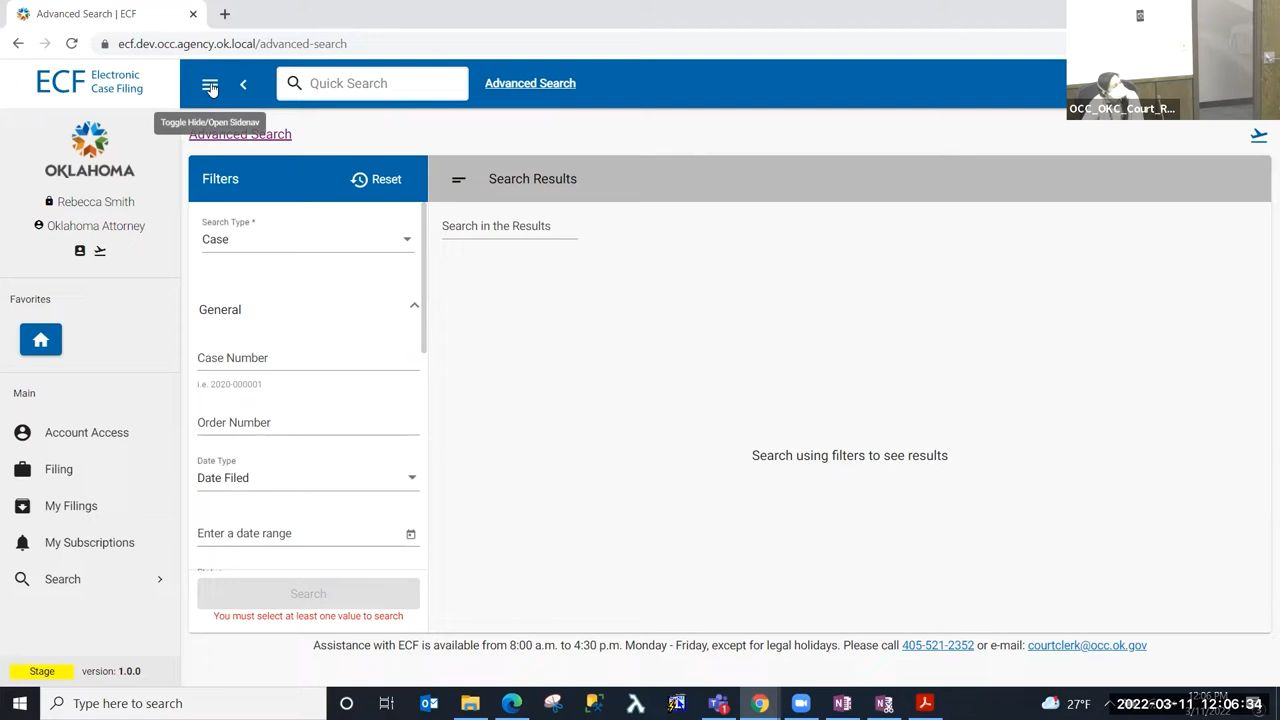 Advanced Search | ECF
ecf.dev.occ.agency.ok.local/advanced-search
ECF Electronic Case Filing
Quick Search
Advanced Search
OCC_OKC_Court_R...
Toggle Hide/Open Sidenav
Advanced Search
OKLAHOMA
Rebecca Smith
Oklahoma Attorney
Favorites
Main
Account Access
Filing
My Filings
My Subscriptions
Search
Stage
version: 1.0.0
Filters
Reset
Search Type *
Case
General
Case Number
i.e. 2020-000001
Order Number
Date Type
Date Filed
Enter a date range
Search
You must select at least one value to search
Search Results
Search in the Results
Search using filters to see results
Assistance with ECF is available from 8:00 a.m. to 4:30 p.m. Monday - Friday, except for legal holidays. Please call 405-521-2352 or e-mail: courtclerk@occ.ok.gov
Type here to search
27°F
12:06 PM
2022-03-11 12:06:34
3/11/2022